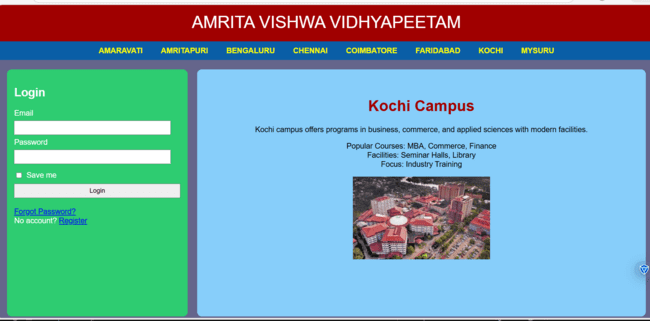 AMRITA VISHWA VIDHYAPEETAM
AMARAVATI AMRITAPURI BENGALURU CHENNAI COIMBATORE FARIDABAD KOCHI MYSURU
Login
Email
Password
Save me
Login
Forgot Password?
No account? Register
Kochi Campus
Kochi campus offers programs in business, commerce, and applied sciences with modern facilities.
Popular Courses: MBA, Commerce, Finance
Facilities: Seminar Halls, Library
Focus: Industry Training